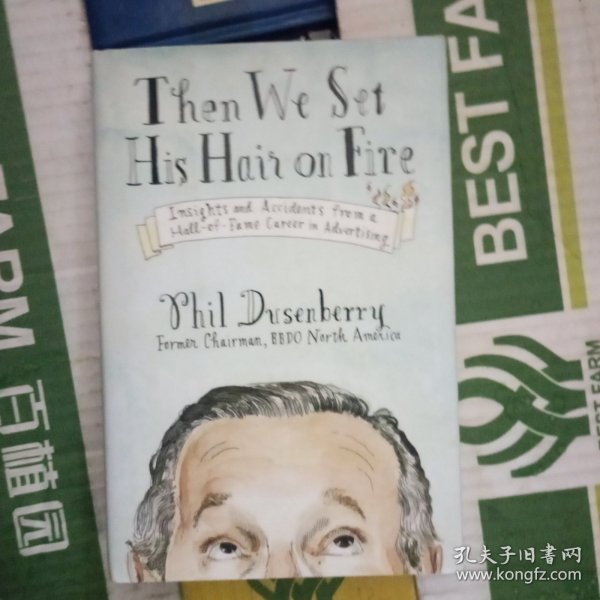 Then We Set
His Hair on Fire
Insights and Accidents from a
Hall-of-Fame Career in Advertising
Phil Dusenberry
Former Chairman, BBDO North America
BEST FA
BEST FARM
FARM 百植园
孔夫子旧书网
www.kongfz.com